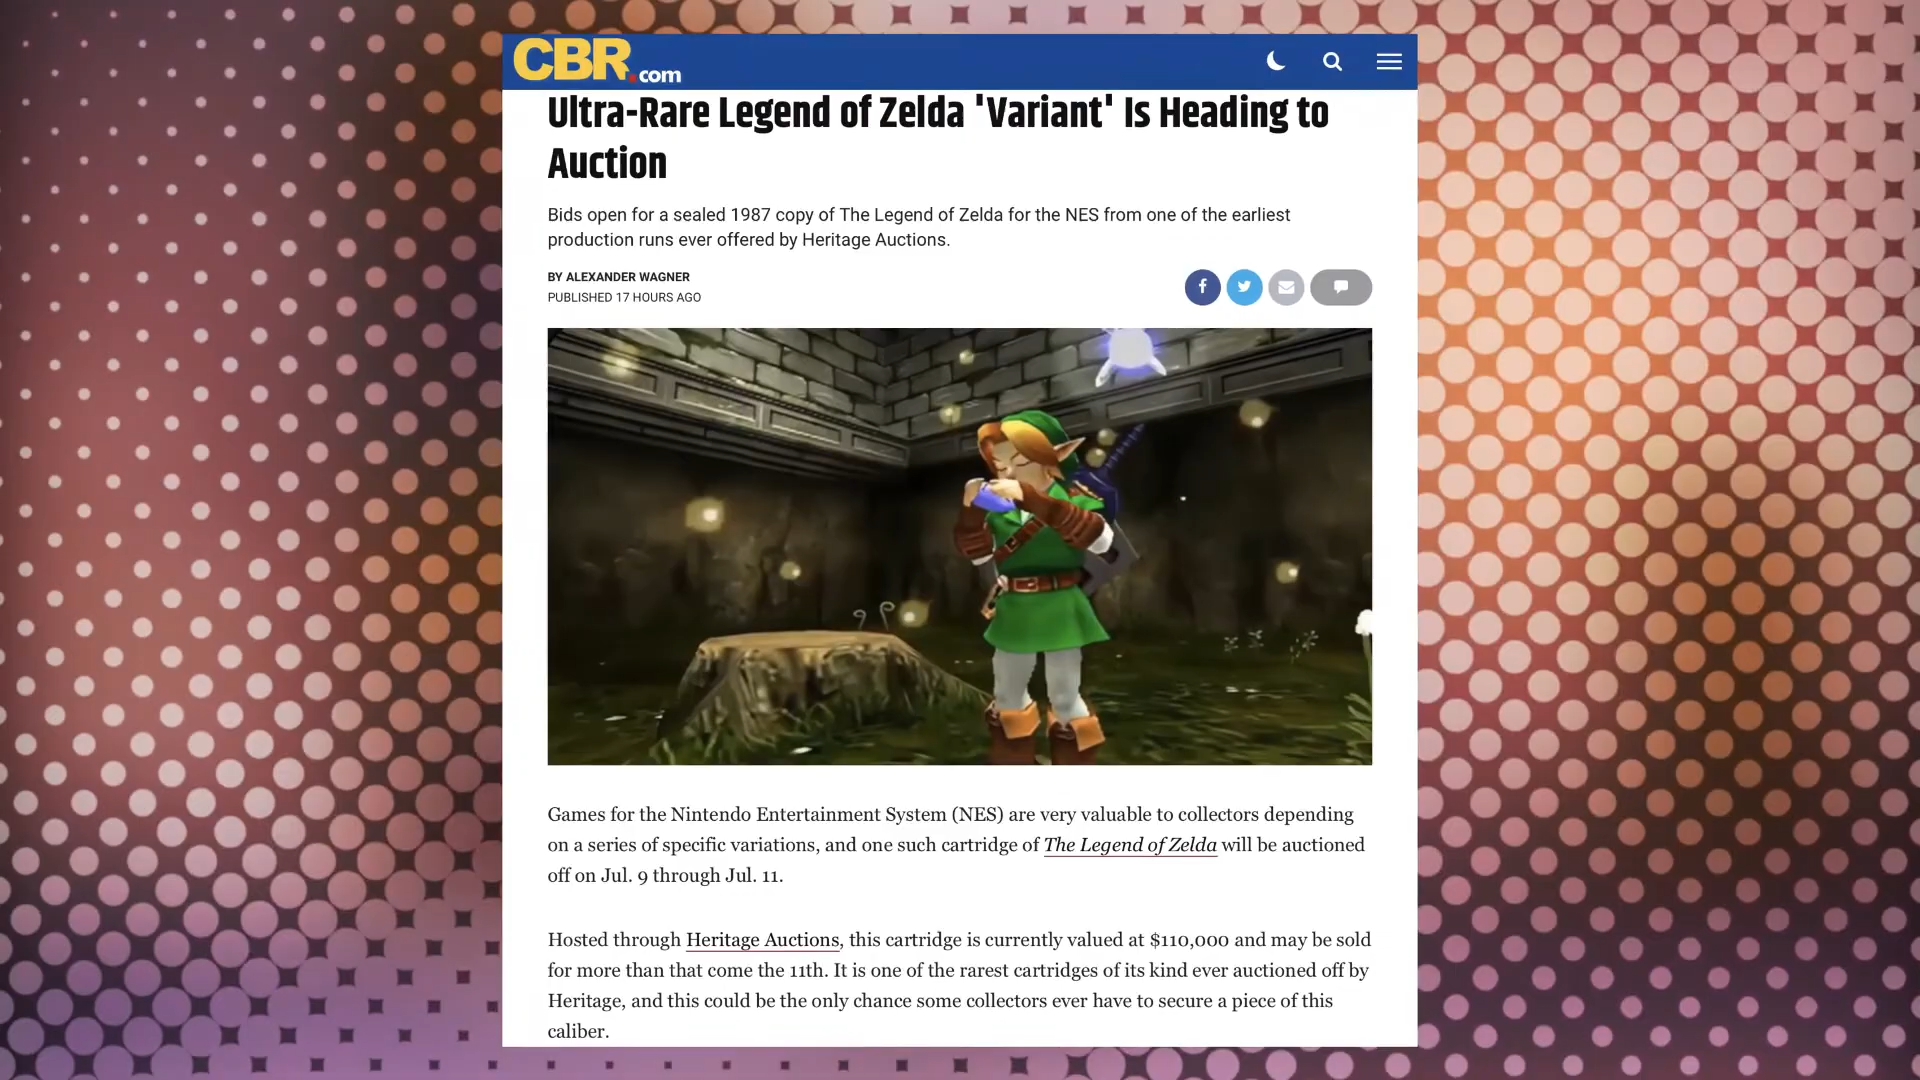 CBR.com
Ultra-Rare Legend of Zelda 'Variant' Is Heading to
Auction
Bids open for a sealed 1987 copy of The Legend of Zelda for the NES from one of the earliest
production runs ever offered by Heritage Auctions.
BY ALEXANDER WAGNER
PUBLISHED 17 HOURS AGO
Games for the Nintendo Entertainment System (NES) are very valuable to collectors depending
on a series of specific variations, and one such cartridge of The Legend of Zelda will be auctioned
off on Jul. 9 through Jul. 11.
Hosted through Heritage Auctions, this cartridge is currently valued at $110,000 and may be sold
for more than that come the 11th. It is one of the rarest cartridges of its kind ever auctioned off by
Heritage, and this could be the only chance some collectors ever have to secure a piece of this
caliber.